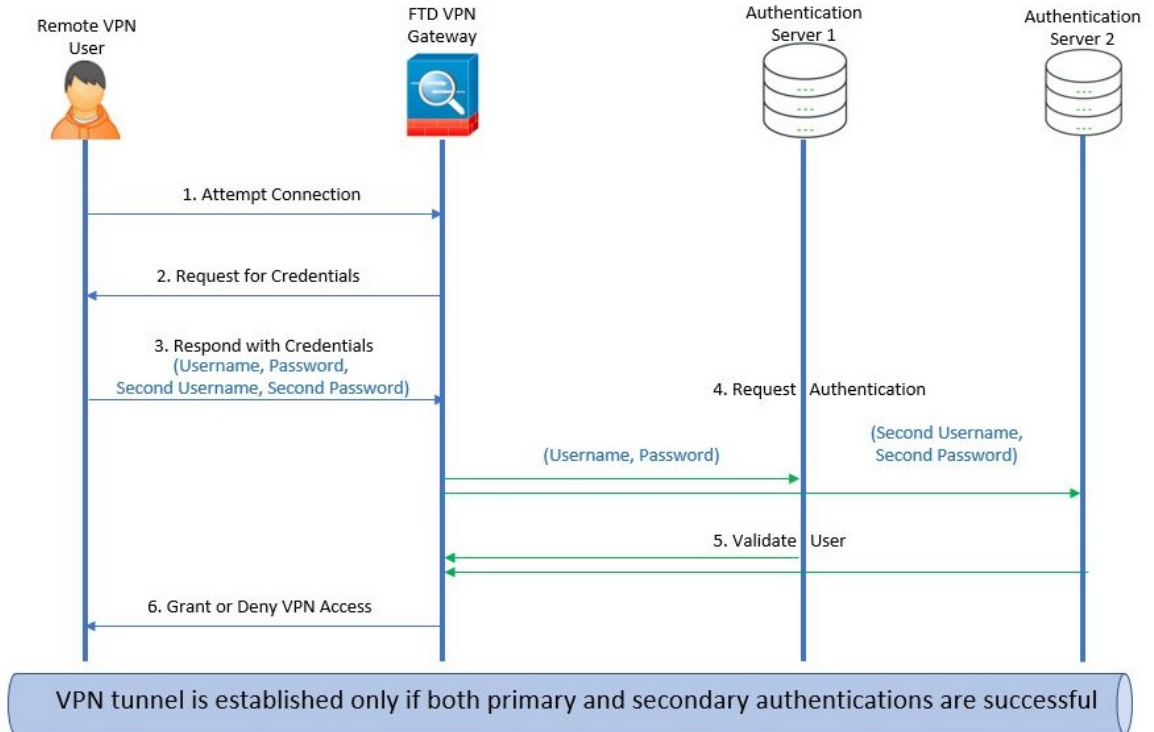 Remote VPN
User
FTD VPN
Gateway
Authentication
Server 1
Authentication
Server 2
1. Attempt Connection
2. Request for Credentials
3. Respond with Credentials
(Username, Password,
Second Username, Second Password)
4. Request Authentication
(Username, Password)
(Second Username,
Second Password)
5. Validate User
6. Grant or Deny VPN Access
VPN tunnel is established only if both primary and secondary authentications are successful